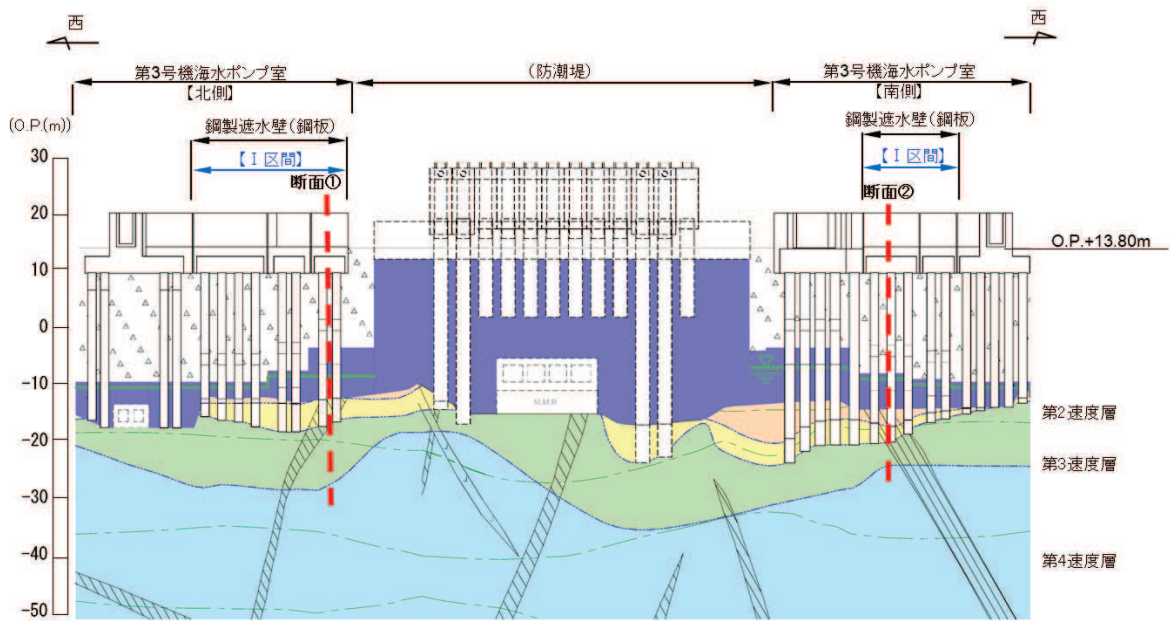 西
西
第3号機海水ポンプ室
【北側】
(防潮堤)
第3号機海水ポンプ室
【南側】
(O.P.(m))
鋼製遮水壁(鋼板)
鋼製遮水壁(鋼板)
【Ⅰ区間】
【Ⅰ区間】
断面①
断面②
30
20
O.P.+13.80m
10
0
-10
MMR
第2速度層
-20
第3速度層
-30
-40
第4速度層
-50